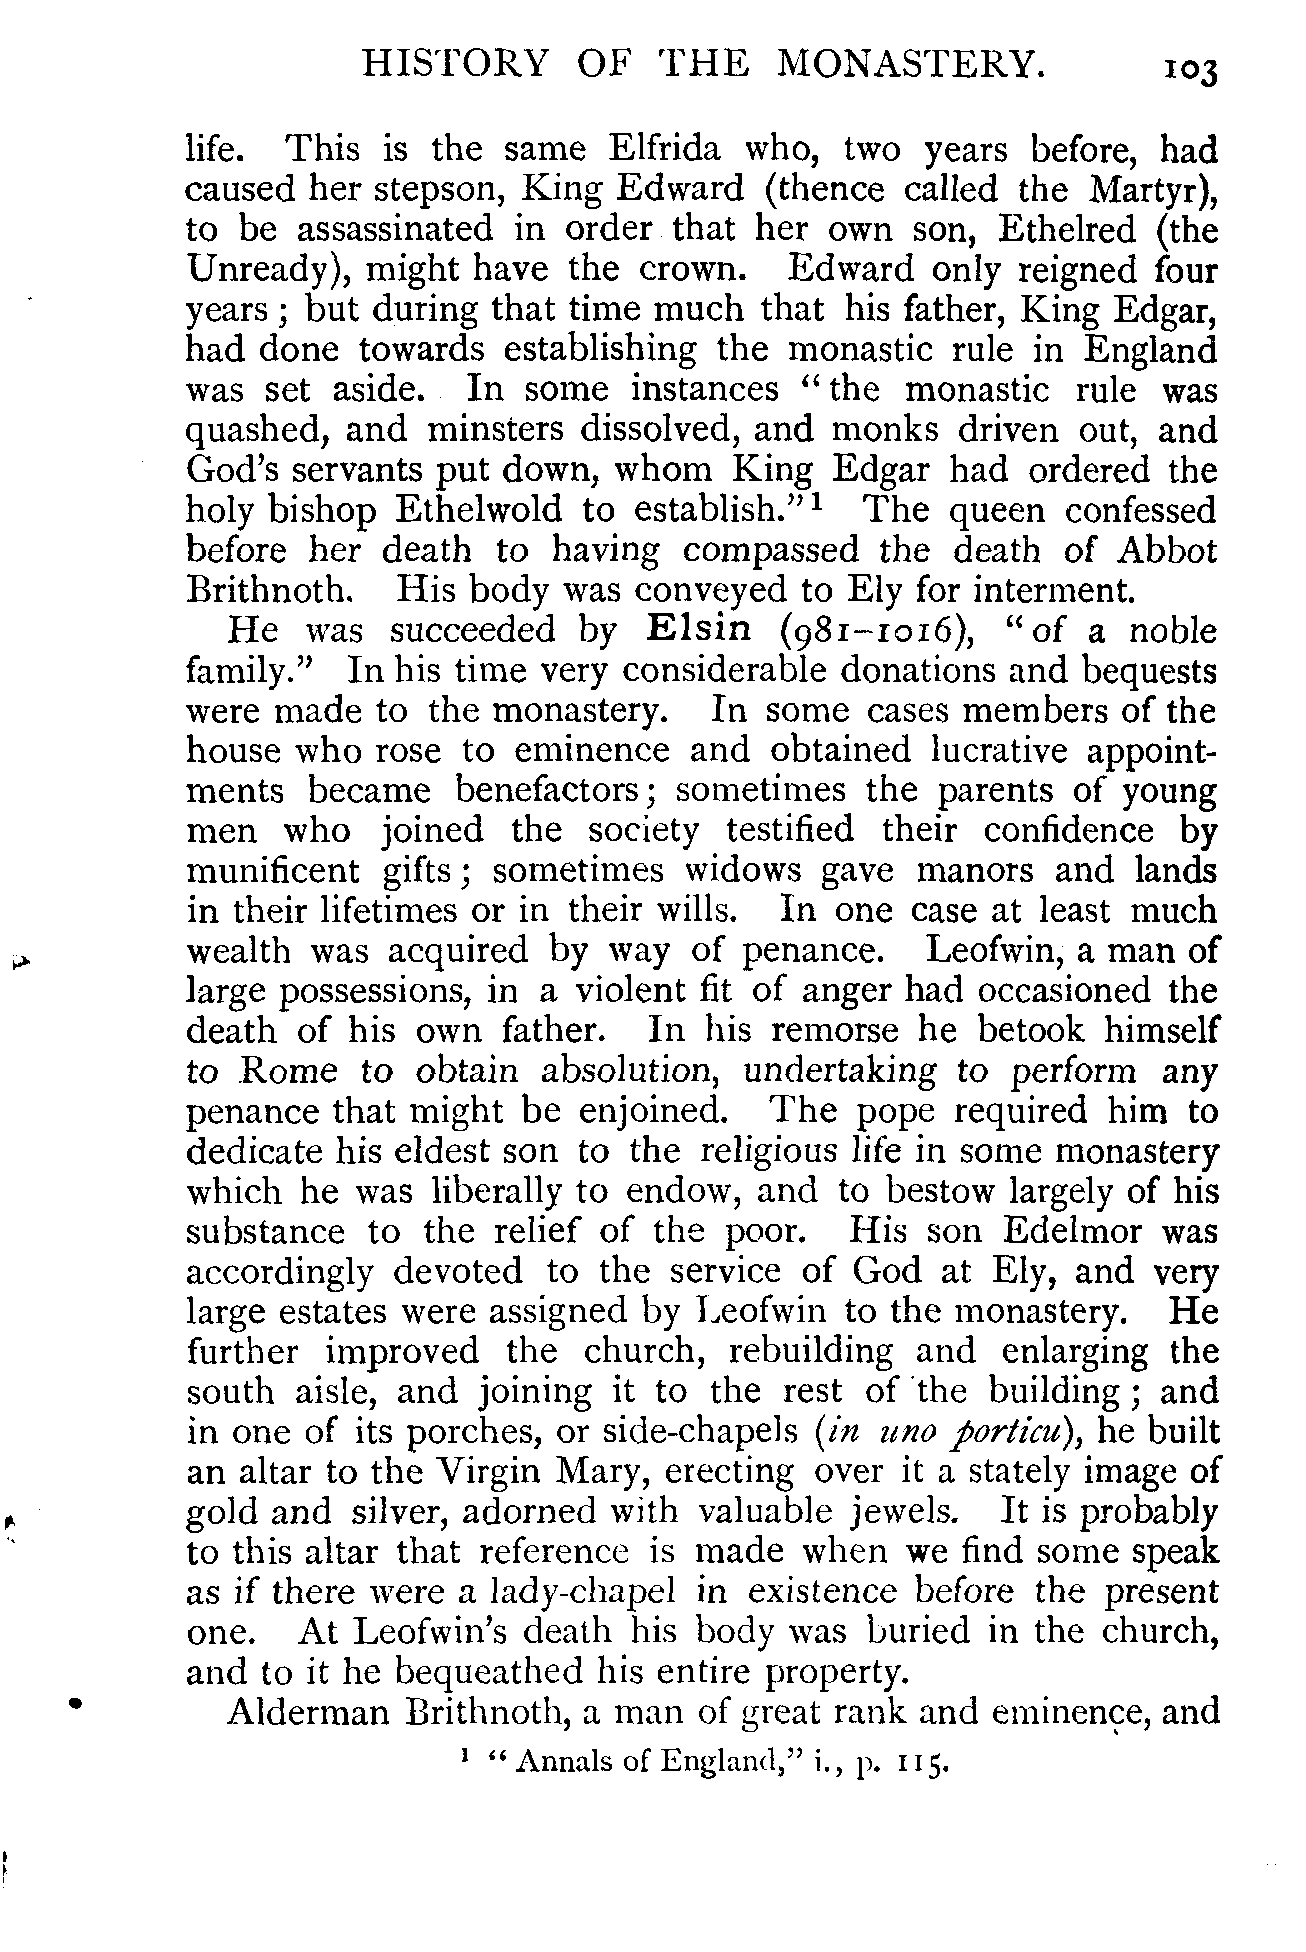 HISTORY OF THE MONASTERY. 103
life. This is the same Elfrida who, two years before, had
caused her stepson, King Edward (thence called the Martyr),
to be assassinated in order that her own son, Ethelred (the
Unready), might have the crown. Edward only reigned four
years ; but during that time much that his father, King Edgar,
had done towards establishing the monastic rule in England
was set aside. In some instances “ the monastic rule was
quashed, and minsters dissolved, and monks driven out, and
God's servants put down, whom King Edgar had ordered the
holy bishop Ethelwold to establish.” ¹ The queen confessed
before her death to having compassed the death of Abbot
Brithnoth. His body was conveyed to Ely for interment.
He was succeeded by Elsin (981–1016), “ of a noble
family.” In his time very considerable donations and bequests
were made to the monastery. In some cases members of the
house who rose to eminence and obtained lucrative appoint-
ments became benefactors ; sometimes the parents of young
men who joined the society testified their confidence by
munificent gifts ; sometimes widows gave manors and lands
in their lifetimes or in their wills. In one case at least much
wealth was acquired by way of penance. Leofwin, a man of
large possessions, in a violent fit of anger had occasioned the
death of his own father. In his remorse he betook himself
to Rome to obtain absolution, undertaking to perform any
penance that might be enjoined. The pope required him to
dedicate his eldest son to the religious life in some monastery
which he was liberally to endow, and to bestow largely of his
substance to the relief of the poor. His son Edelmor was
accordingly devoted to the service of God at Ely, and very
large estates were assigned by Leofwin to the monastery. He
further improved the church, rebuilding and enlarging the
south aisle, and joining it to the rest of the building ; and
in one of its porches, or side-chapels (in uno porticu), he built
an altar to the Virgin Mary, erecting over it a stately image of
gold and silver, adorned with valuable jewels. It is probably
to this altar that reference is made when we find some speak
as if there were a lady-chapel in existence before the present
one. At Leofwin's death his body was buried in the church,
and to it he bequeathed his entire property.
Alderman Brithnoth, a man of great rank and eminence, and
¹ “ Annals of England,” i., p. 115.